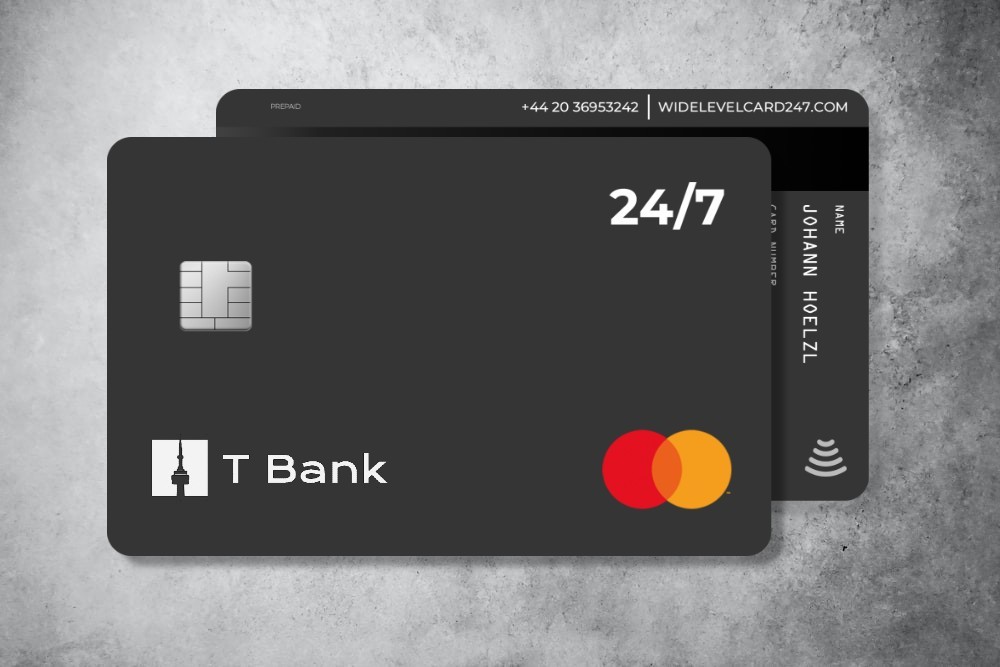 PREPAID
+44 20 36953242 | WIDELEVELCARD247.COM
24/7
NAME
JOHANN HOELZL
CARD NUMBER
T Bank